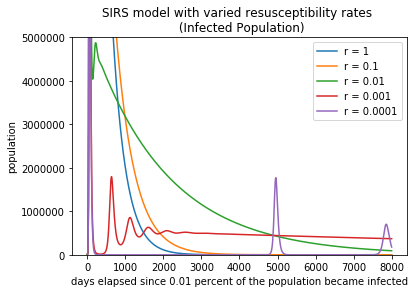 SIRS model with varied resusceptibility rates
(Infected Population)
r = 1
r = 0.1
r = 0.01
r = 0.001
r = 0.0001
population
5000000
4000000
3000000
2000000
1000000
0
0 1000 2000 3000 4000 5000 6000 7000 8000
days elapsed since 0.01 percent of the population became infected